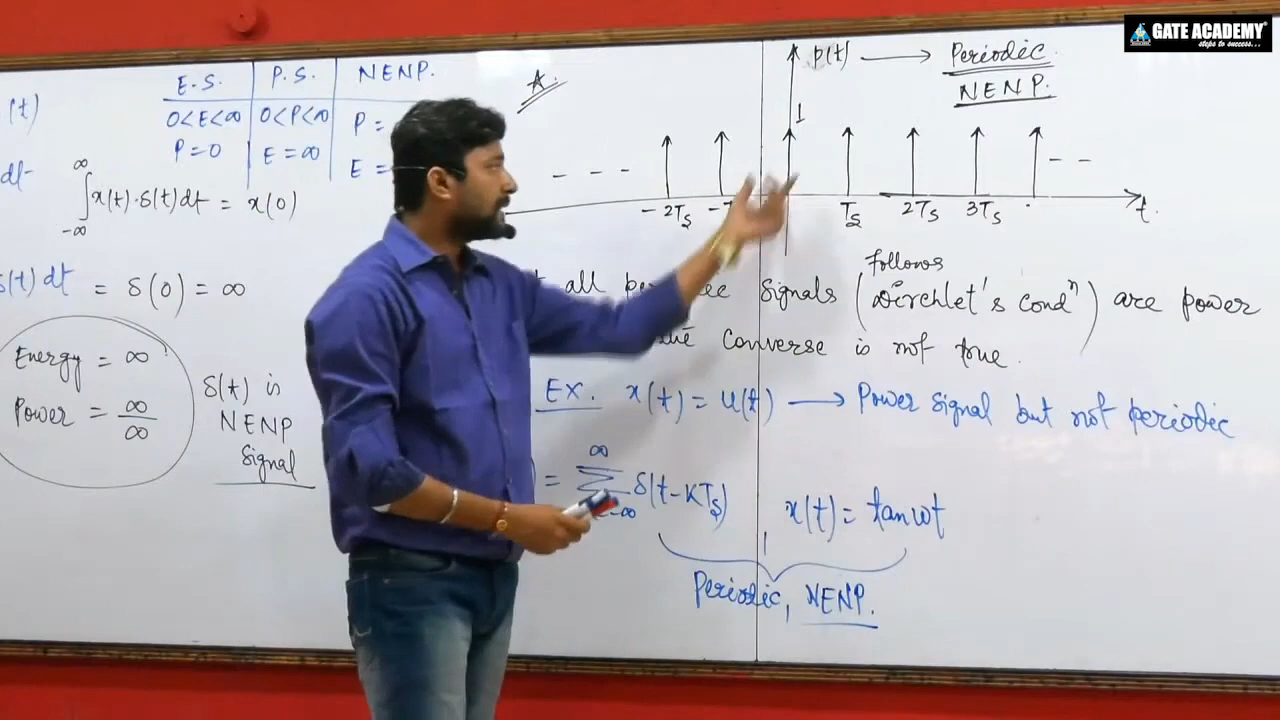 GATE ACADEMY
steps to success...
(t)
E.S. P.S. NENP.
0<E<∞ 0<P<∞ P=
P=0 E=∞ E=
dt
∞
∫ x(t)·δ(t)dt = x(0)
-∞
δ(t) dt = δ(0) = ∞
Energy = ∞
Power = ∞/∞
δ(t) is
NENP
Signal
A.
p(t) → Periodic
NENP.
1
- - - - - -
-2Ts -T Ts 2Ts 3Ts . t.
follows
all Signals (Dirchlet's condⁿ) are power
Converse is not true.
EX. x(t) = u(t) → Power signal but not periodic
∞
= Σ δ(t-KTs) x(t) = tanωt
-∞
Periodic, NENP.